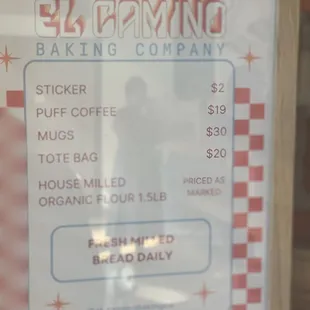 EL CAMINO
BAKING COMPANY
STICKER $2
PUFF COFFEE $19
MUGS $30
TOTE BAG $20
HOUSE MILLED PRICED AS
ORGANIC FLOUR 1.5LB MARKED
FRESH MILLED
BREAD DAILY